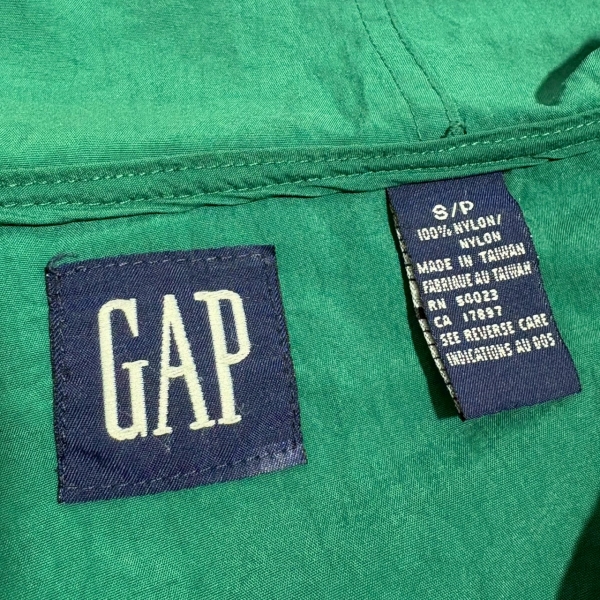 GAP
S/P
100% NYLON/
NYLON
MADE IN TAIWAN
FABRIQUE AU TAIWAN
RN 54023
CA 17897
SEE REVERSE CARE
INDICATIONS AU DOS